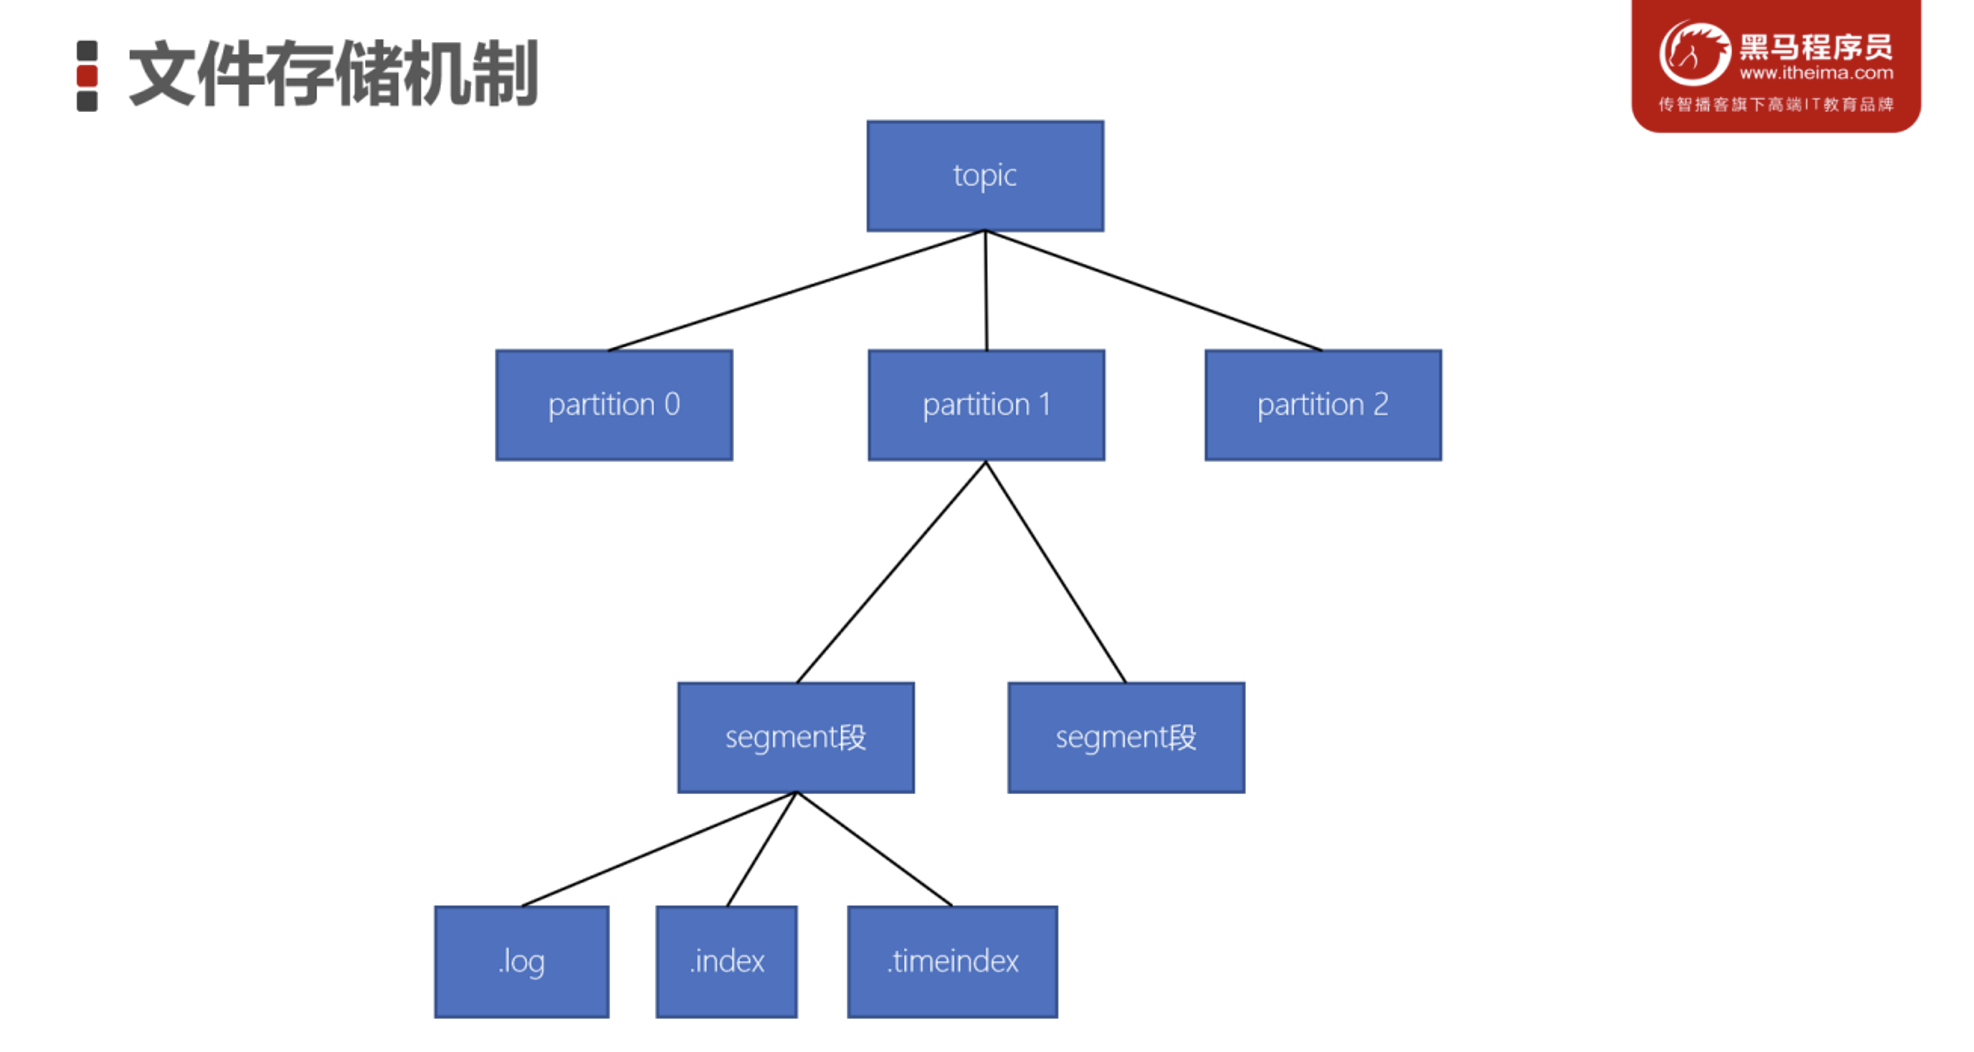 文件存储机制
黑马程序员
www.itheima.com
传智播客旗下高端IT教育品牌
topic
partition 0
partition 1
partition 2
segment段
segment段
.log
.index
.timeindex